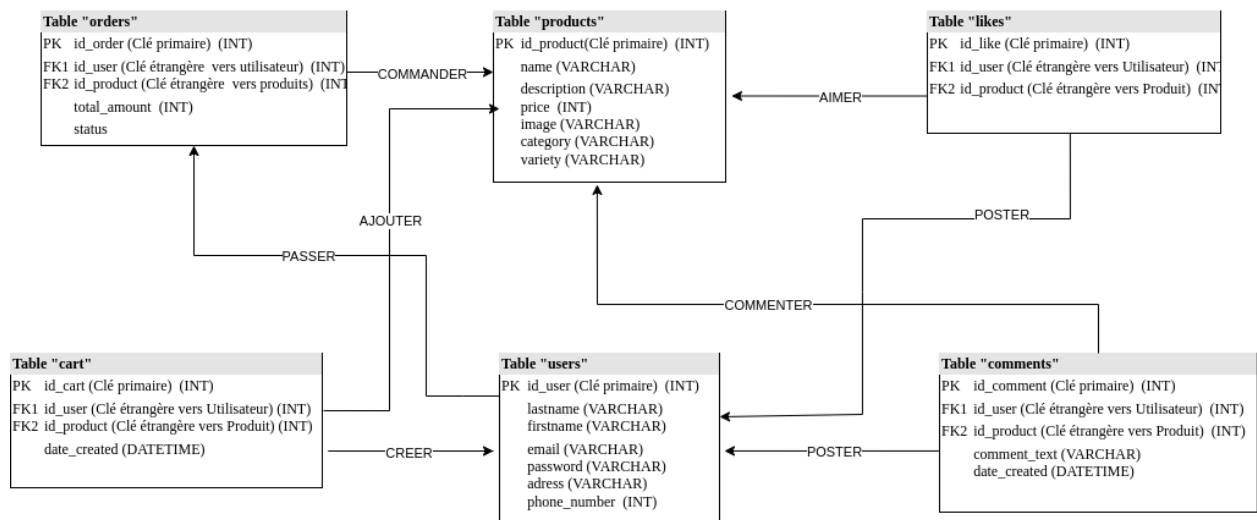 Table "orders"
PK id_order (Clé primaire) (INT)
FK1 id_user (Clé étrangère vers utilisateur) (INT)
FK2 id_product (Clé étrangère vers produits) (INT
total_amount (INT)
status
COMMANDER
Table "products"
PK id_product(Clé primaire) (INT)
name (VARCHAR)
description (VARCHAR)
price (INT)
image (VARCHAR)
category (VARCHAR)
variety (VARCHAR)
AIMER
Table "likes"
PK id_like (Clé primaire) (INT)
FK1 id_user (Clé étrangère vers Utilisateur) (INT
FK2 id_product (Clé étrangère vers Produit) (INT
AJOUTER
POSTER
PASSER
COMMENTER
Table "cart"
PK id_cart (Clé primaire) (INT)
FK1 id_user (Clé étrangère vers Utilisateur) (INT)
FK2 id_product (Clé étrangère vers Produit) (INT)
date_created (DATETIME)
CREER
Table "users"
PK id_user (Clé primaire) (INT)
lastname (VARCHAR)
firstname (VARCHAR)
email (VARCHAR)
password (VARCHAR)
adress (VARCHAR)
phone_number (INT)
POSTER
Table "comments"
PK id_comment (Clé primaire) (INT)
FK1 id_user (Clé étrangère vers Utilisateur) (INT)
FK2 id_product (Clé étrangère vers Produit) (INT)
comment_text (VARCHAR)
date_created (DATETIME)